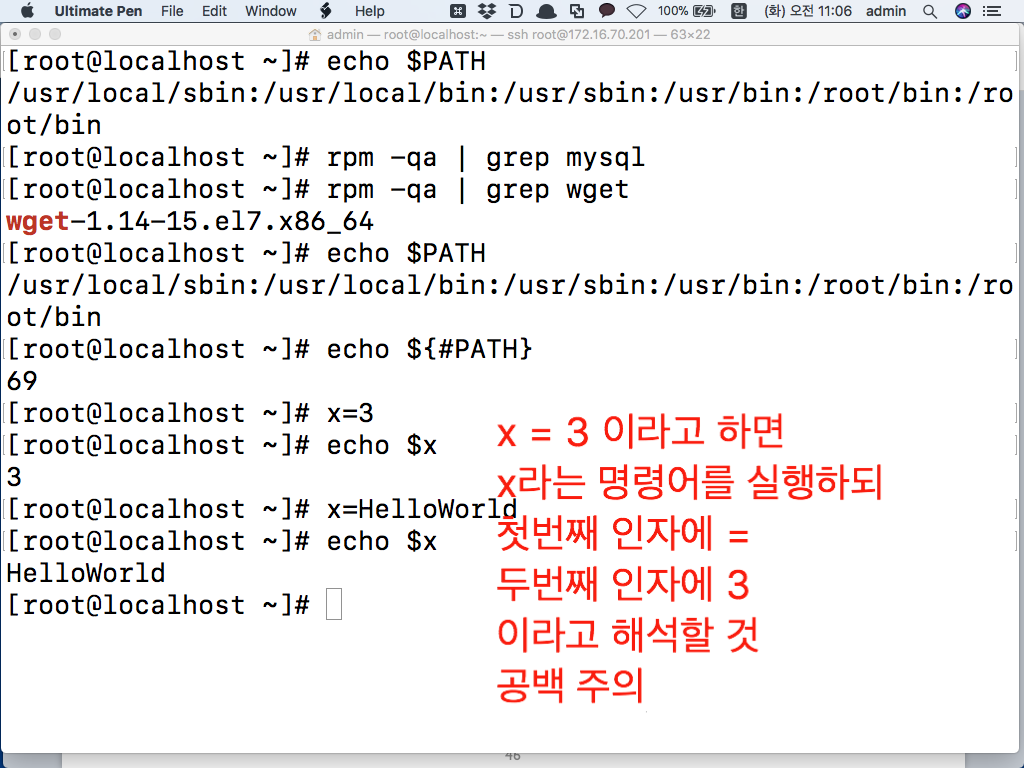 Ultimate Pen File Edit Window Help 100% 한 (화) 오전 11:06 admin
admin — root@localhost:~ — ssh root@172.16.70.201 — 63×22
[root@localhost ~]# echo $PATH
/usr/local/sbin:/usr/local/bin:/usr/sbin:/usr/bin:/root/bin:/ro
ot/bin
[root@localhost ~]# rpm -qa | grep mysql
[root@localhost ~]# rpm -qa | grep wget
wget-1.14-15.el7.x86_64
[root@localhost ~]# echo $PATH
/usr/local/sbin:/usr/local/bin:/usr/sbin:/usr/bin:/root/bin:/ro
ot/bin
[root@localhost ~]# echo ${#PATH}
69
[root@localhost ~]# x=3
[root@localhost ~]# echo $x
3
[root@localhost ~]# x=HelloWorld
[root@localhost ~]# echo $x
HelloWorld
[root@localhost ~]#
x = 3 이라고 하면
x라는 명령어를 실행하되
첫번째 인자에 =
두번째 인자에 3
이라고 해석할 것
공백 주의
46